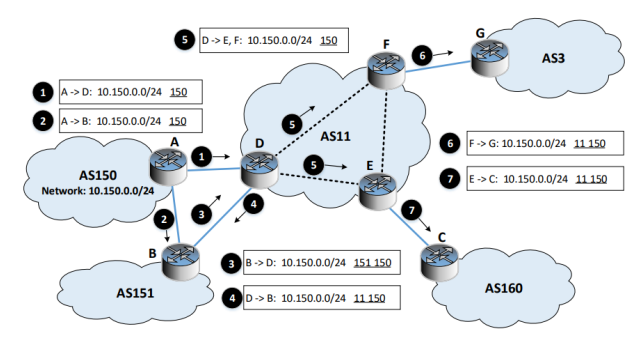 5 D -> E, F: 10.150.0.0/24 150
F
6
G
AS3
1 A -> D: 10.150.0.0/24 150
2 A -> B: 10.150.0.0/24 150
A
1
D
5
AS11
6 F -> G: 10.150.0.0/24 11 150
7 E -> C: 10.150.0.0/24 11 150
AS150
Network: 10.150.0.0/24
5
E
2
3
4
7
B
C
3 B -> D: 10.150.0.0/24 151 150
4 D -> B: 10.150.0.0/24 11 150
AS151
AS160